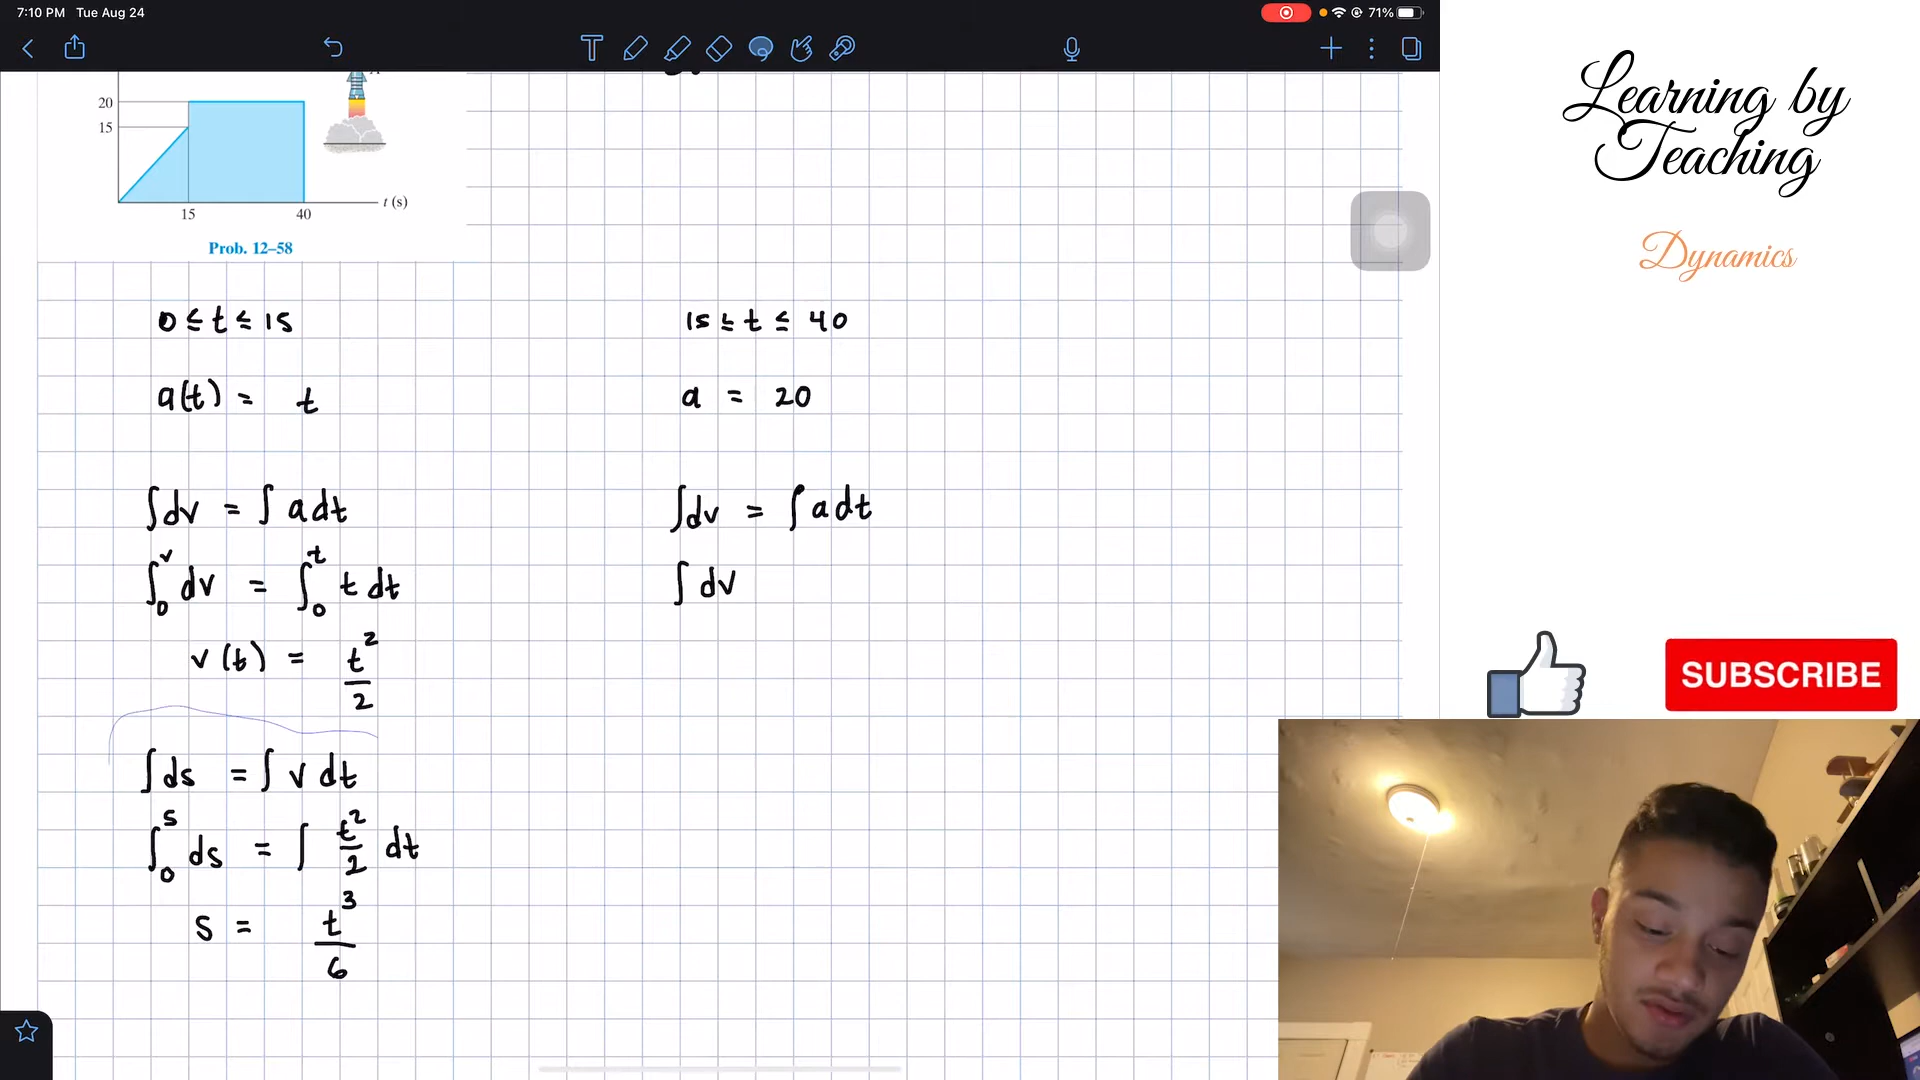 7:10 PM Tue Aug 24
71%
20
15
15
40
t (s)
Prob. 12–58
0 ≤ t ≤ 15
a(t) = t
∫dv = ∫ a dt
∫₀ᵛ dv = ∫₀ᵗ t dt
v(t) = t²/2
∫ds = ∫ v dt
∫₀ˢ ds = ∫ t²/2 dt
s = t³/6
15 ≤ t ≤ 40
a = 20
∫dv = ∫ a dt
∫ dv
Learning by
Teaching
Dynamics
SUBSCRIBE